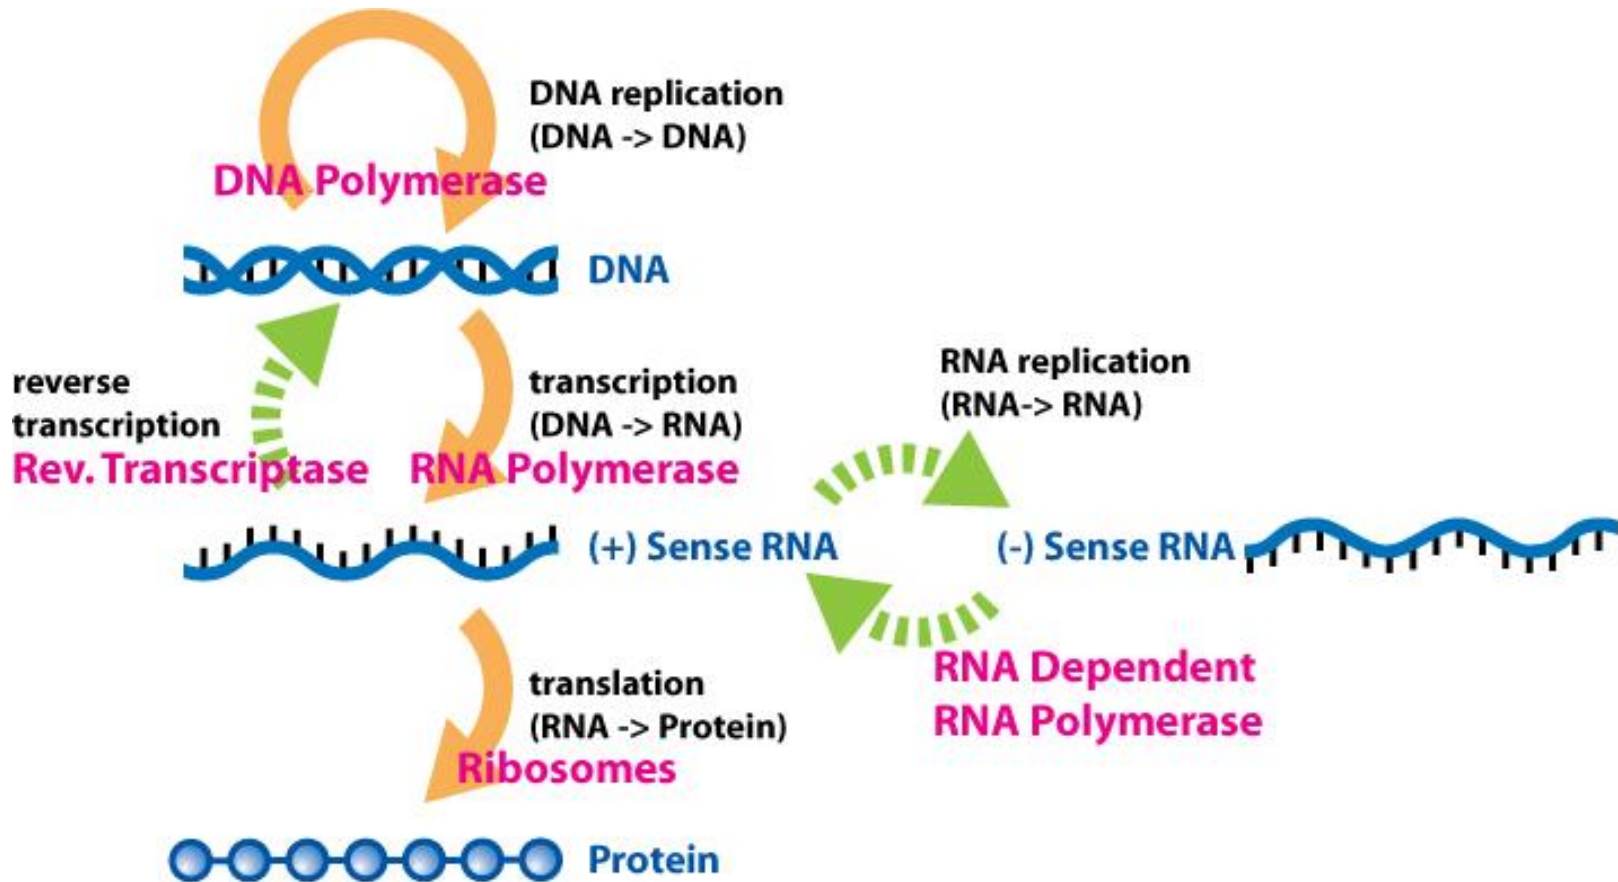 DNA replication
(DNA -> DNA)
DNA Polymerase
DNA
reverse
transcription
Rev. Transcriptase
transcription
(DNA -> RNA)
RNA Polymerase
RNA replication
(RNA-> RNA)
(+) Sense RNA
(-) Sense RNA
RNA Dependent
RNA Polymerase
translation
(RNA -> Protein)
Ribosomes
Protein